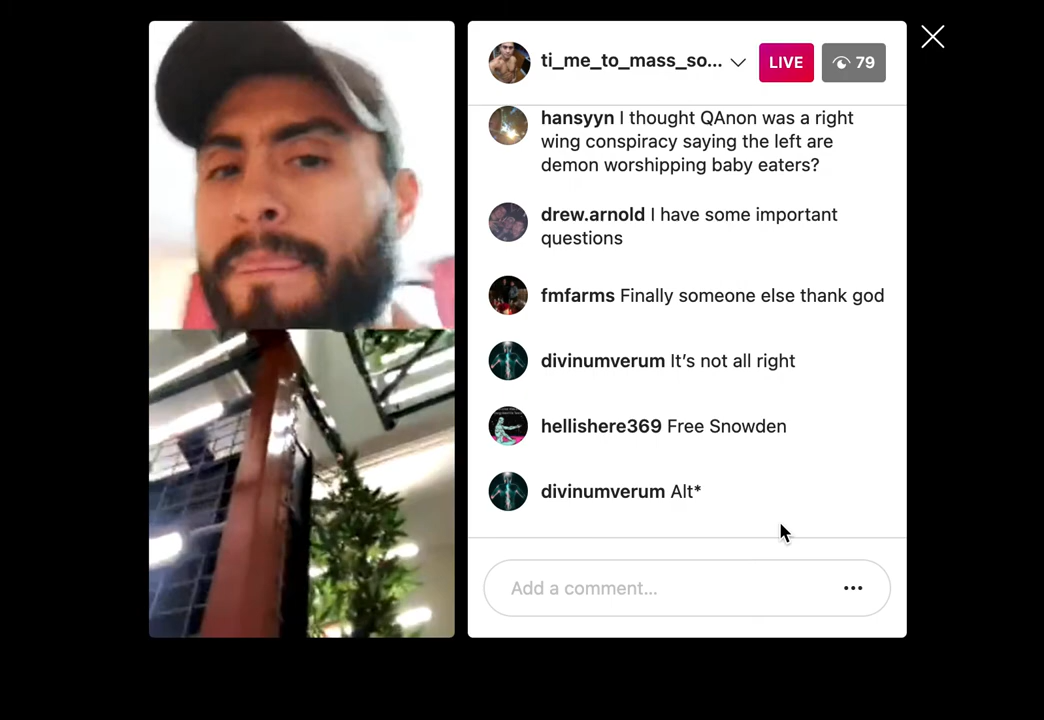 ti_me_to_mass_so...
LIVE
79
hansyyn I thought QAnon was a right
wing conspiracy saying the left are
demon worshipping baby eaters?
drew.arnold I have some important
questions
fmfarms Finally someone else thank god
divinumverum It’s not all right
hellishere369 Free Snowden
divinumverum Alt*
Add a comment...